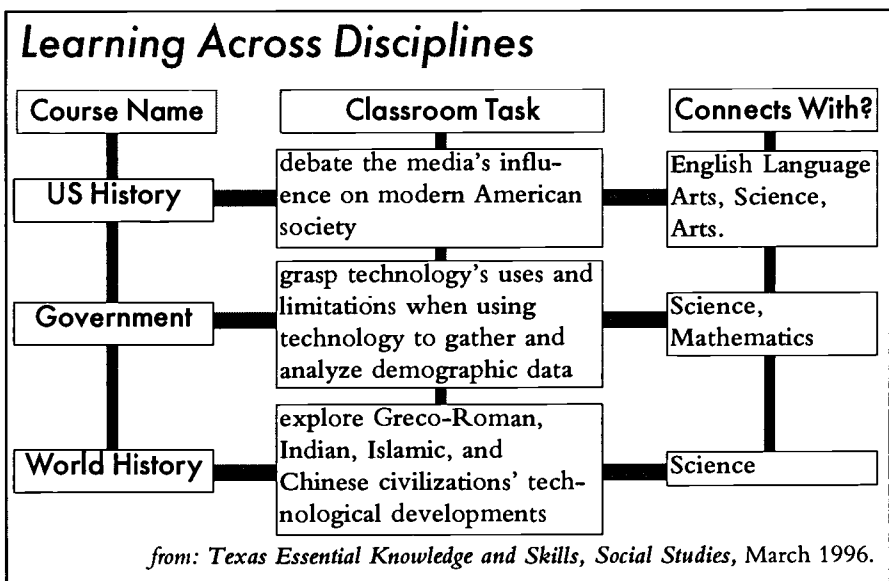 Learning Across Disciplines
Course Name
Classroom Task
Connects With?
US History
debate the media's influ-
ence on modern American
society
English Language
Arts, Science,
Arts.
Government
grasp technology's uses and
limitations when using
technology to gather and
analyze demographic data
Science,
Mathematics
World History
explore Greco-Roman,
Indian, Islamic, and
Chinese civilizations' tech-
nological developments
Science
from: Texas Essential Knowledge and Skills, Social Studies, March 1996.